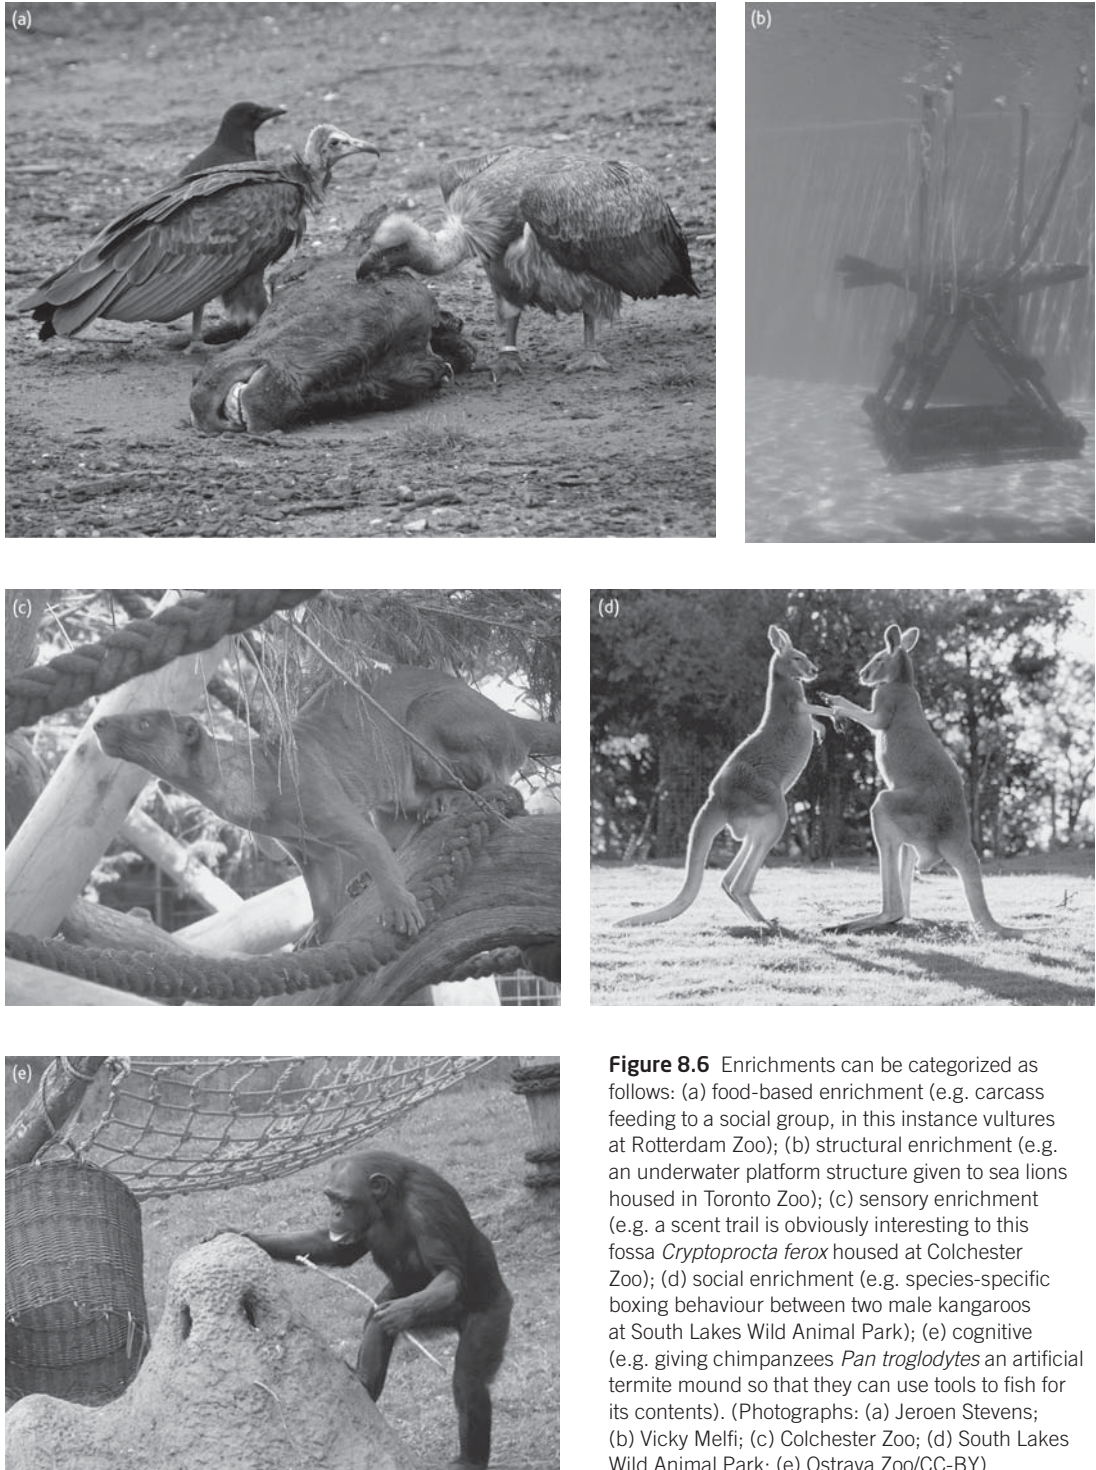 (a)
(b)
(c)
(d)
(e)
Figure 8.6 Enrichments can be categorized as
follows: (a) food-based enrichment (e.g. carcass
feeding to a social group, in this instance vultures
at Rotterdam Zoo); (b) structural enrichment (e.g.
an underwater platform structure given to sea lions
housed in Toronto Zoo); (c) sensory enrichment
(e.g. a scent trail is obviously interesting to this
fossa Cryptoprocta ferox housed at Colchester
Zoo); (d) social enrichment (e.g. species-specific
boxing behaviour between two male kangaroos
at South Lakes Wild Animal Park); (e) cognitive
(e.g. giving chimpanzees Pan troglodytes an artificial
termite mound so that they can use tools to fish for
its contents). (Photographs: (a) Jeroen Stevens;
(b) Vicky Melfi; (c) Colchester Zoo; (d) South Lakes
Wild Animal Park; (e) Ostrava Zoo/CC-BY)